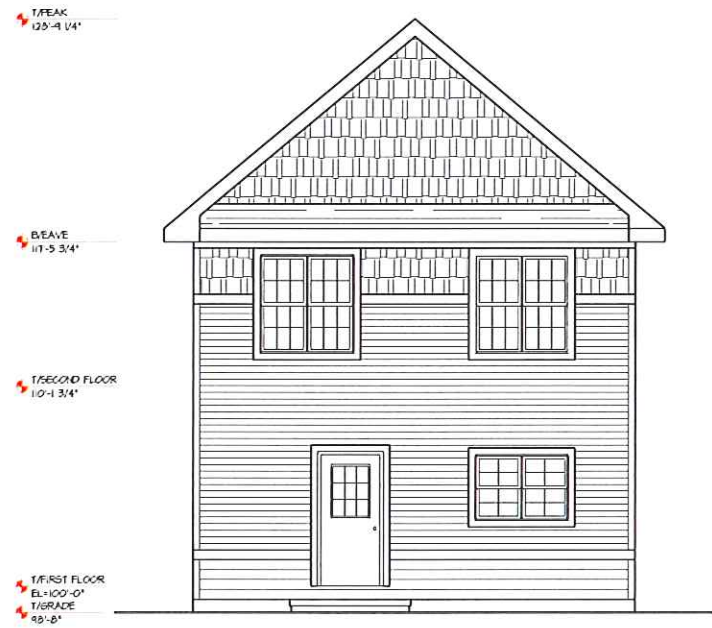 T/PEAK
128'-9 1/4"
B/EAVE
117'-5 3/4"
T/SECOND FLOOR
110'-1 3/4"
T/FIRST FLOOR
EL=100'-0"
T/GRADE
98'-8"